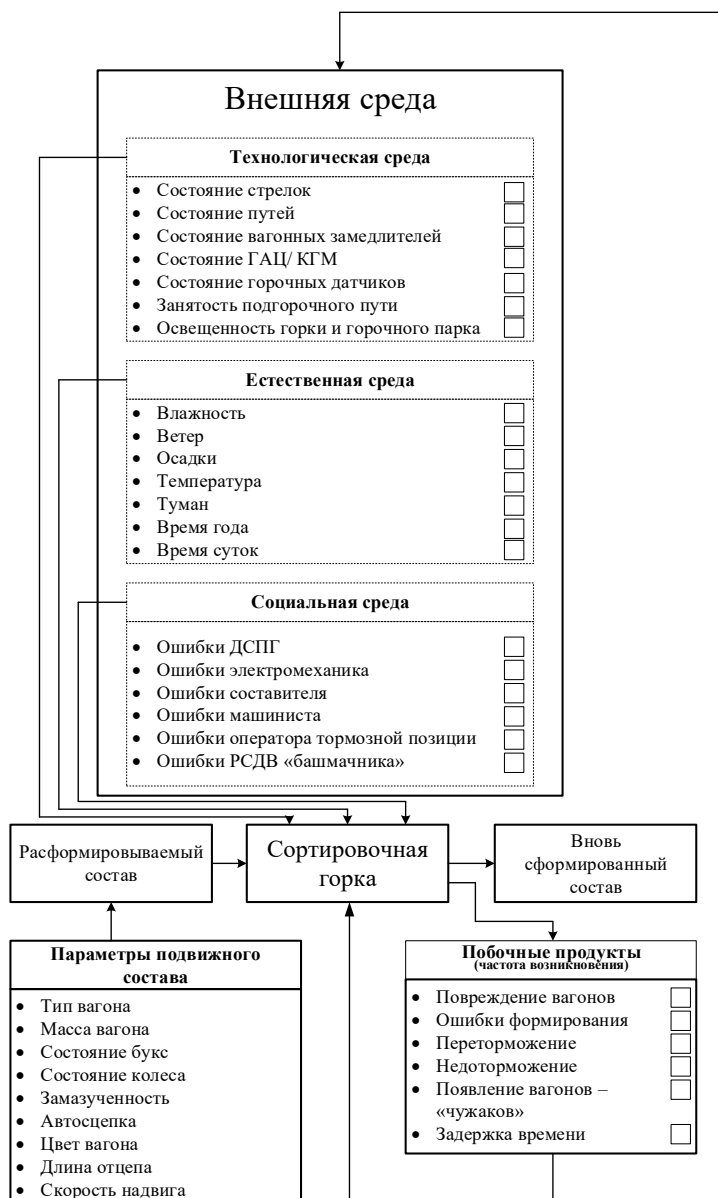 Внешняя среда
Технологическая среда
• Состояние стрелок
• Состояние путей
• Состояние вагонных замедлителей
• Состояние ГАЦ/ КГМ
• Состояние горочных датчиков
• Занятость подгорочного пути
• Освещенность горки и горочного парка
Естественная среда
• Влажность
• Ветер
• Осадки
• Температура
• Туман
• Время года
• Время суток
Социальная среда
• Ошибки ДСПГ
• Ошибки электромеханика
• Ошибки составителя
• Ошибки машиниста
• Ошибки оператора тормозной позиции
• Ошибки РСДВ «башмачника»
Расформировываемый
состав
Сортировочная
горка
Вновь
сформированный
состав
Параметры подвижного
состава
• Тип вагона
• Масса вагона
• Состояние букс
• Состояние колеса
• Замазученность
• Автосцепка
• Цвет вагона
• Длина отцепа
• Скорость надвига
Побочные продукты
(частота возникновения)
• Повреждение вагонов
• Ошибки формирования
• Переторможение
• Недоторможение
• Появление вагонов –
«чужаков»
• Задержка времени